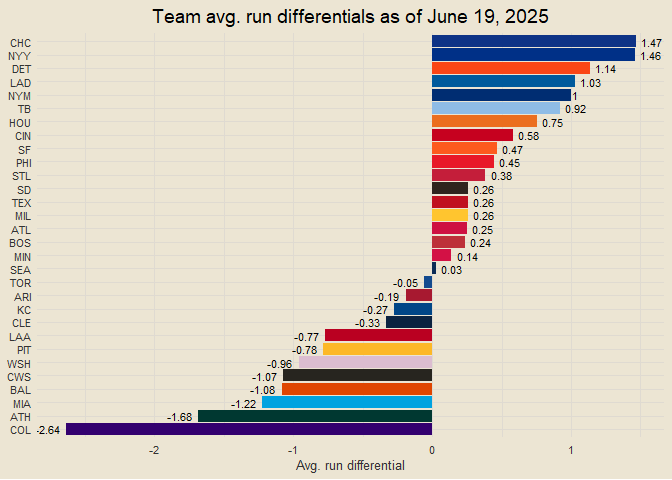 Team avg. run differentials as of June 19, 2025
CHC 1.47
NYY 1.46
DET 1.14
LAD 1.03
NYM 1
TB 0.92
HOU 0.75
CIN 0.58
SF 0.47
PHI 0.45
STL 0.38
SD 0.26
TEX 0.26
MIL 0.26
ATL 0.25
BOS 0.24
MIN 0.14
SEA 0.03
TOR -0.05
ARI -0.19
KC -0.27
CLE -0.33
LAA -0.77
PIT -0.78
WSH -0.96
CWS -1.07
BAL -1.08
MIA -1.22
ATH -1.68
COL -2.64
-2 -1 0 1
Avg. run differential